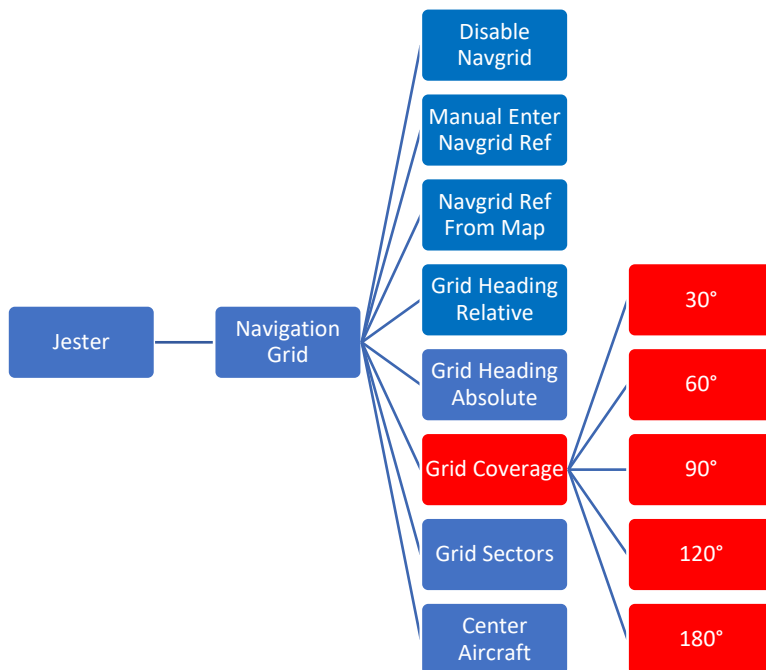 Disable
Navgrid
Manual Enter
Navgrid Ref
Navgrid Ref
From Map
Grid Heading
Relative
30°
Jester
Navigation
Grid
Grid Heading
Absolute
60°
Grid Coverage
90°
Grid Sectors
120°
Center
Aircraft
180°